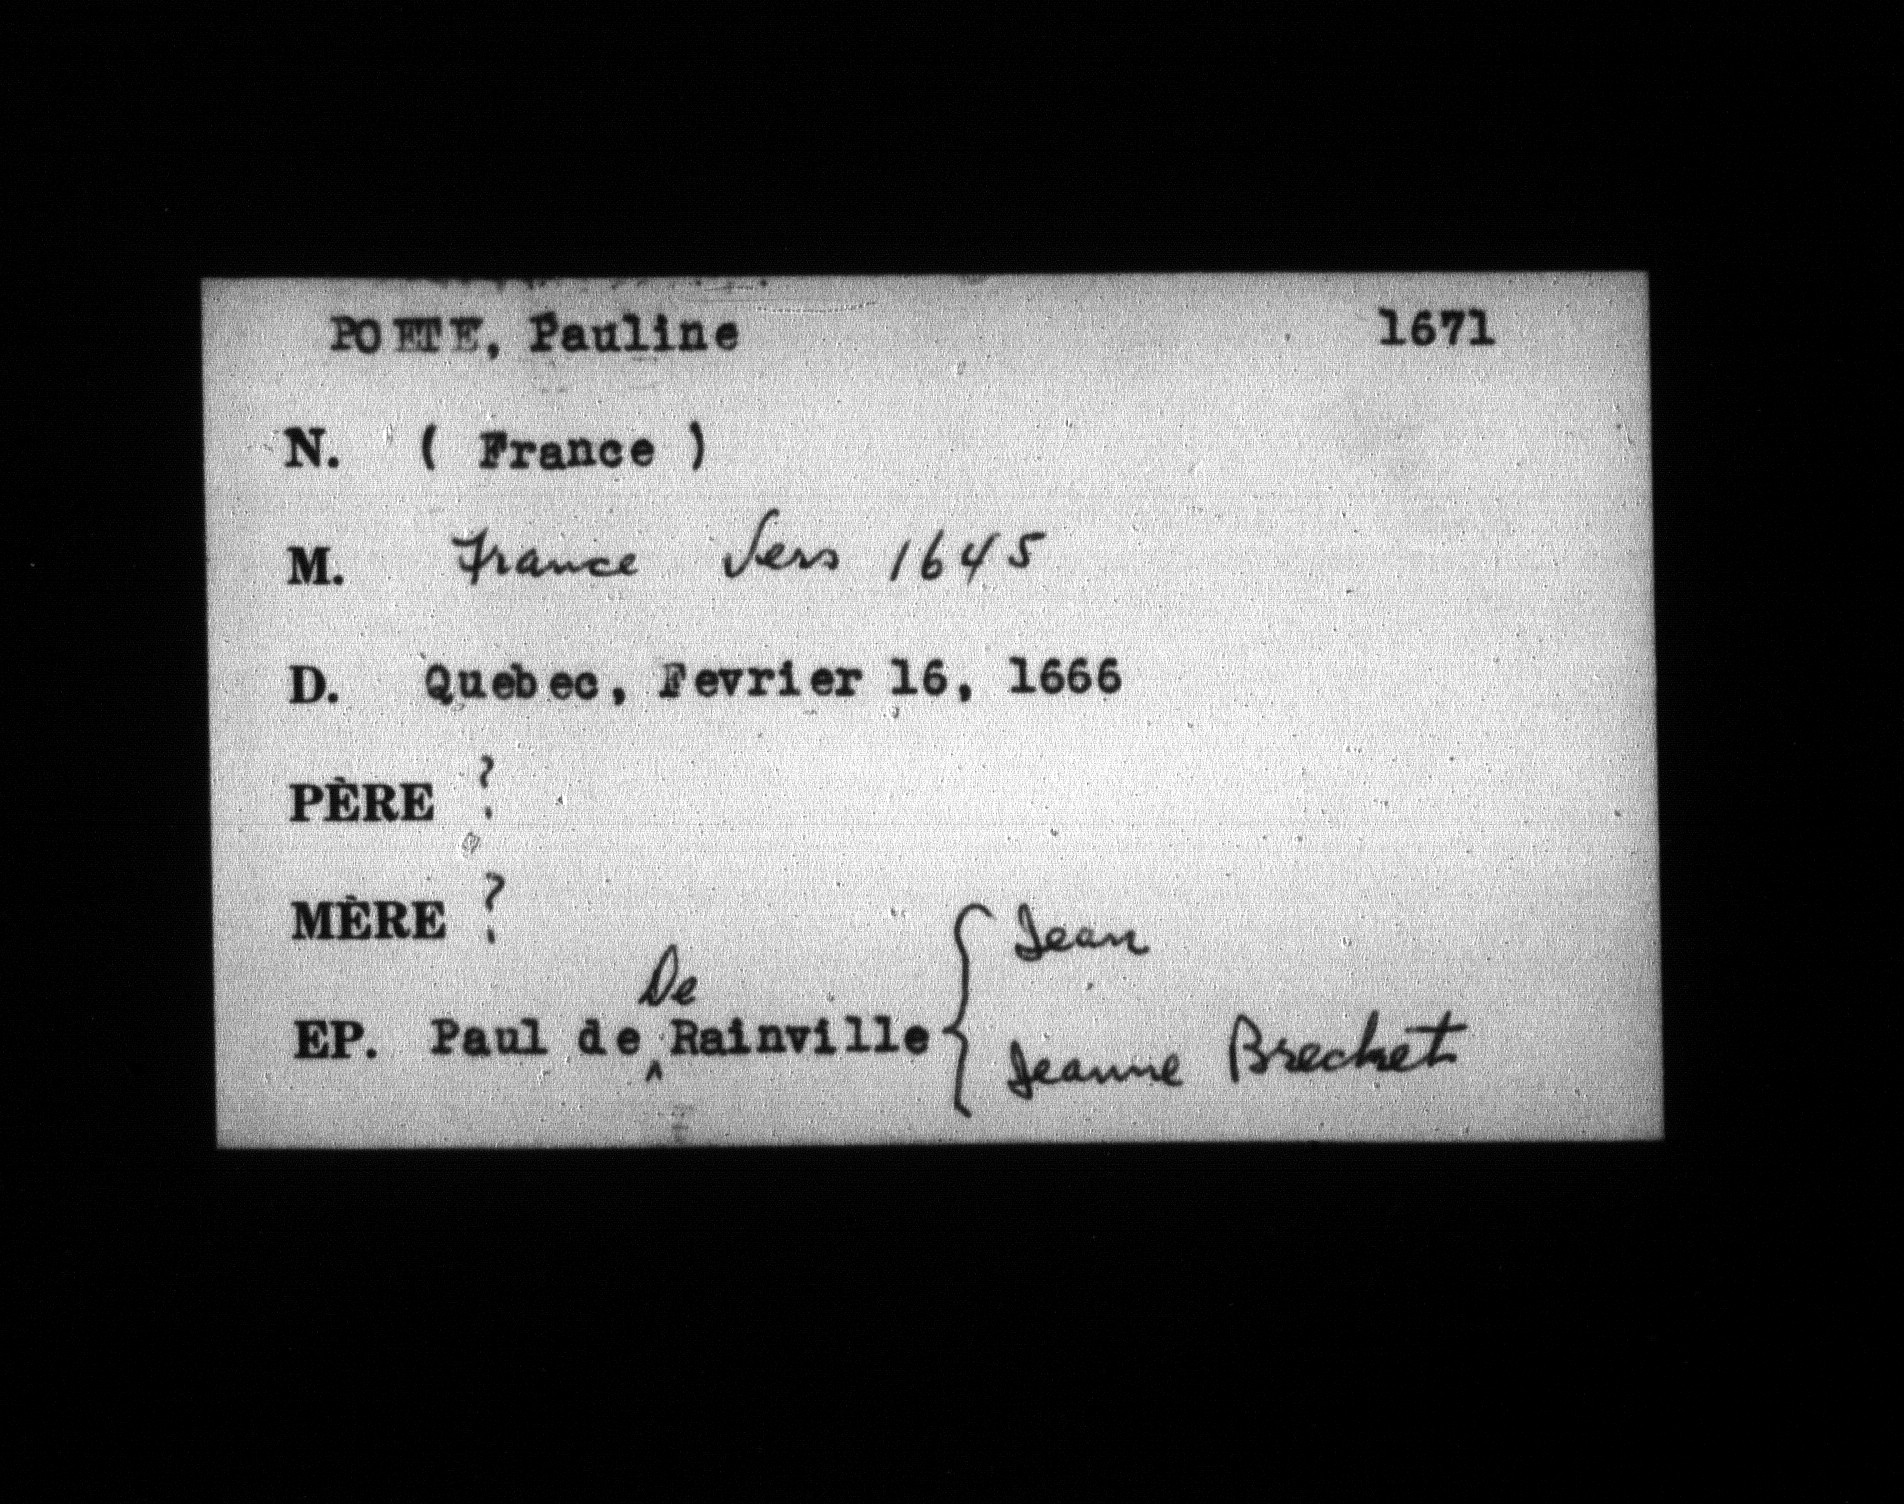 POETE, Pauline 1671
N. ( France )
M. France Vers 1645
D. Quebec, Fevrier 16, 1666
PÈRE ?
MÈRE ?
EP. Paul de De Rainville { Jean
Jeanne Brechet